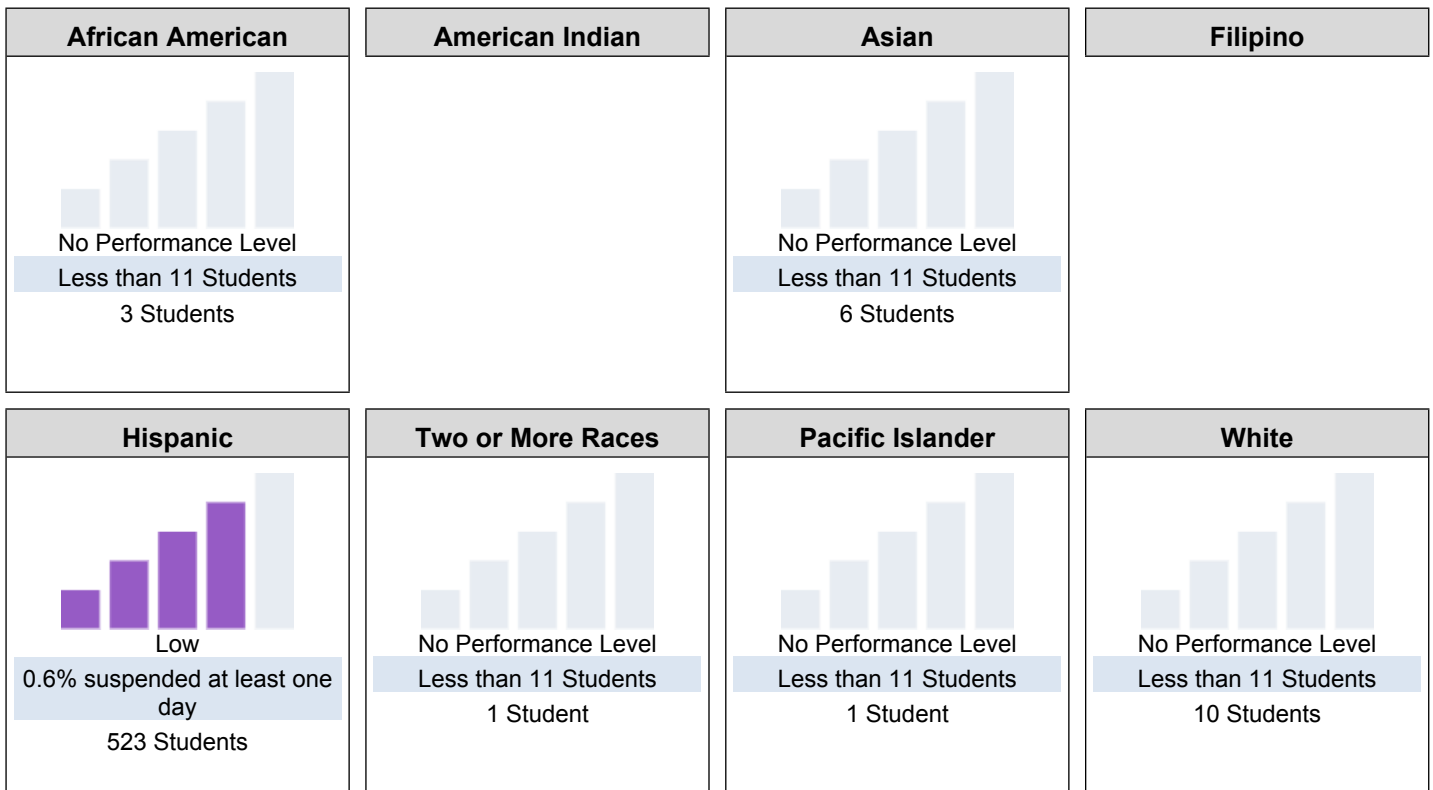 African American
No Performance Level
Less than 11 Students
3 Students
American Indian
Asian
No Performance Level
Less than 11 Students
6 Students
Filipino
Hispanic
Low
0.6% suspended at least one
day
523 Students
Two or More Races
No Performance Level
Less than 11 Students
1 Student
Pacific Islander
No Performance Level
Less than 11 Students
1 Student
White
No Performance Level
Less than 11 Students
10 Students